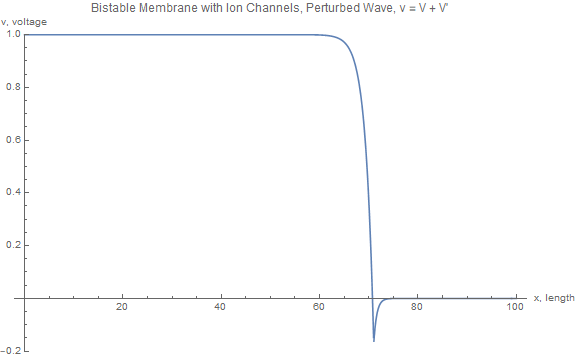 Bistable Membrane with Ion Channels, Perturbed Wave, v = V + V'
v, voltage
1.0
0.8
0.6
0.4
0.2
-0.2
20 40 60 80 100
x, length